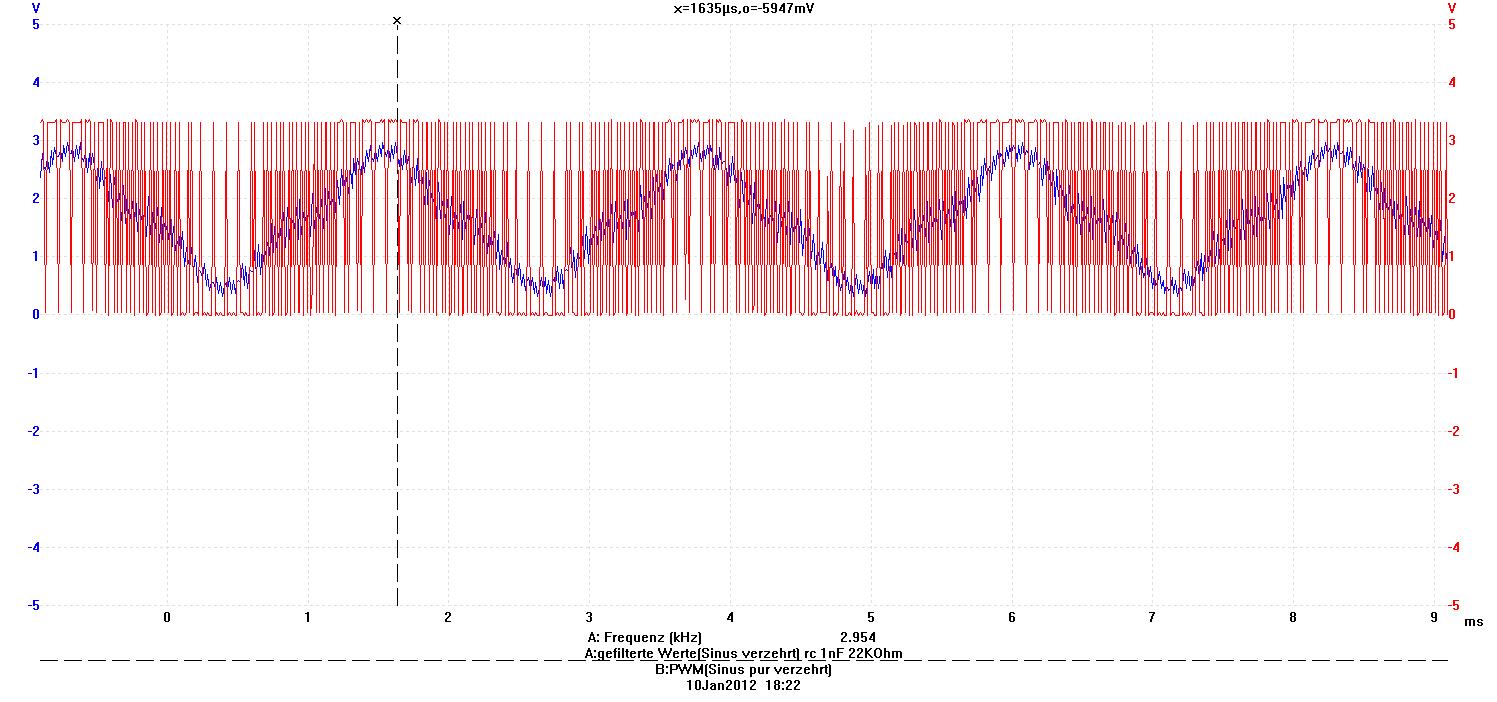 x=1635µs,o=-5947mV
V V
x
5 5
4 4
3 3
2 2
1 1
0 0
-1 -1
-2 -2
-3 -3
-4 -4
-5 -5
0 1 2 3 4 5 6 7 8 9 ms
A: Frequenz (kHz) 2.954
A:gefilterte Werte(Sinus verzehrt) rc 1nF 22KOhm
B:PWM(Sinus pur verzehrt)
10Jan2012 18:22